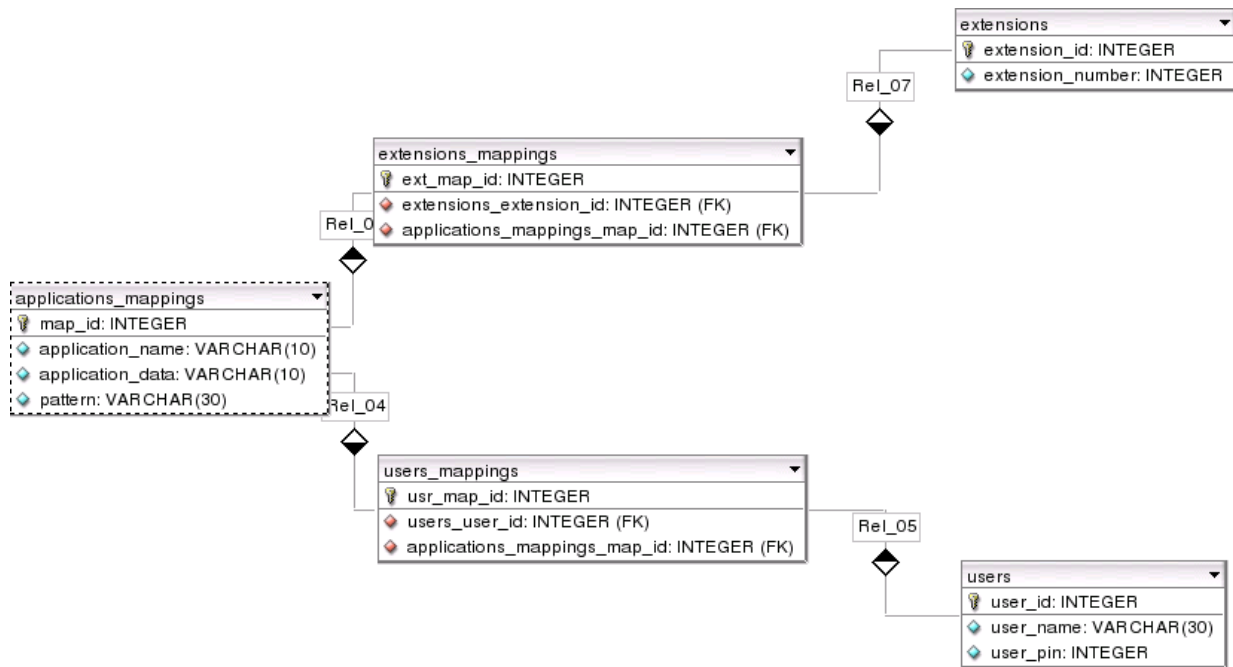 extensions
extension_id: INTEGER
extension_number: INTEGER
Rel_07
extensions_mappings
ext_map_id: INTEGER
extensions_extension_id: INTEGER (FK)
applications_mappings_map_id: INTEGER (FK)
Rel_0
applications_mappings
map_id: INTEGER
application_name: VARCHAR(10)
application_data: VARCHAR(10)
pattern: VARCHAR(30)
Rel_04
users_mappings
usr_map_id: INTEGER
users_user_id: INTEGER (FK)
applications_mappings_map_id: INTEGER (FK)
Rel_05
users
user_id: INTEGER
user_name: VARCHAR(30)
user_pin: INTEGER